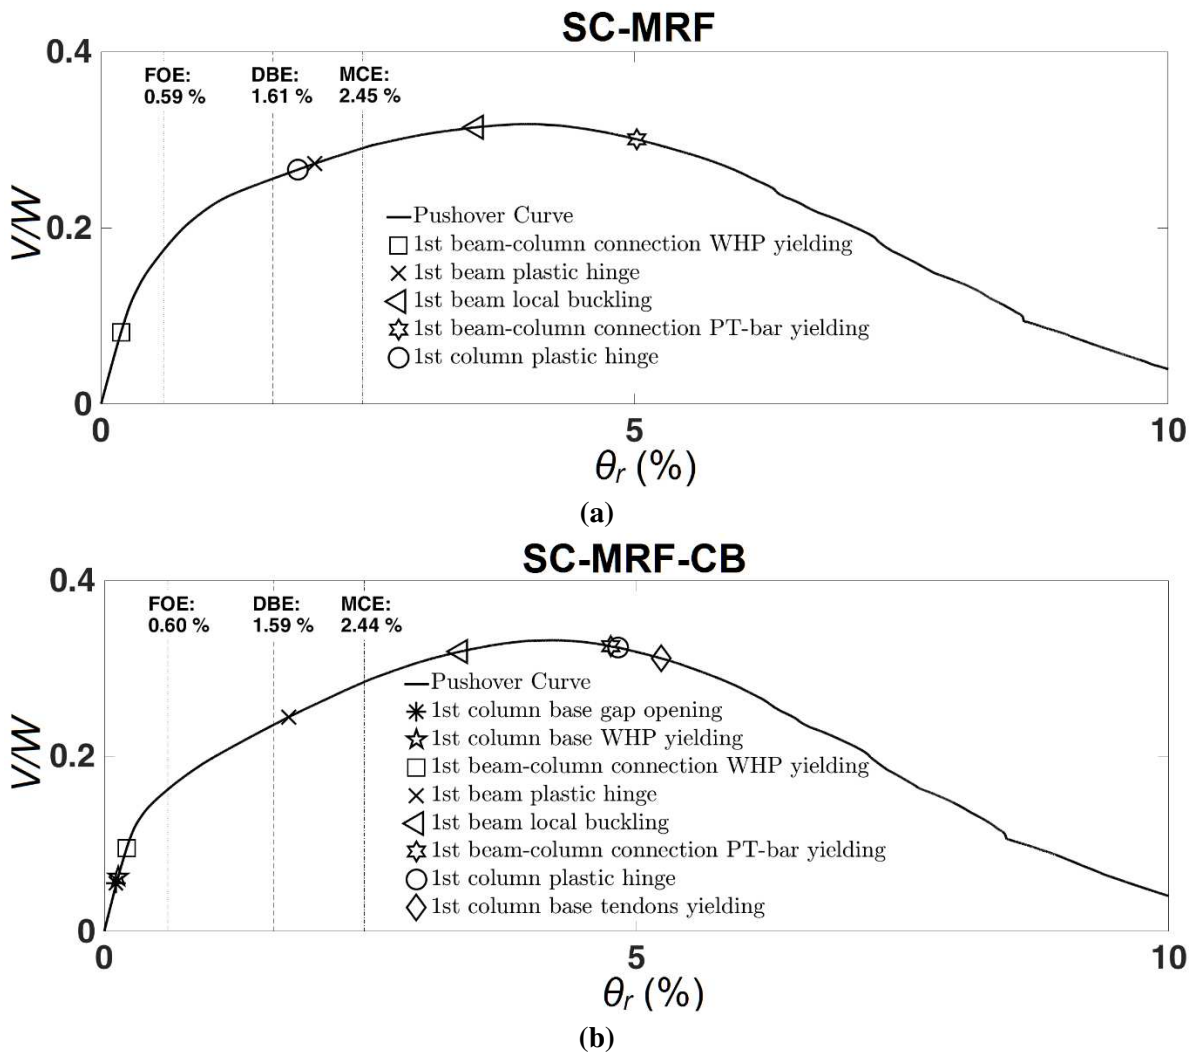 SC-MRF
0.4
FOE:
0.59 %
DBE:
1.61 %
MCE:
2.45 %
V/W
0.2
Pushover Curve
1st beam-column connection WHP yielding
1st beam plastic hinge
1st beam local buckling
1st beam-column connection PT-bar yielding
1st column plastic hinge
0
0
5
10
θr (%)
(a)
SC-MRF-CB
0.4
FOE:
0.60 %
DBE:
1.59 %
MCE:
2.44 %
V/W
0.2
Pushover Curve
1st column base gap opening
1st column base WHP yielding
1st beam-column connection WHP yielding
1st beam plastic hinge
1st beam local buckling
1st beam-column connection PT-bar yielding
1st column plastic hinge
1st column base tendons yielding
0
0
5
10
θr (%)
(b)